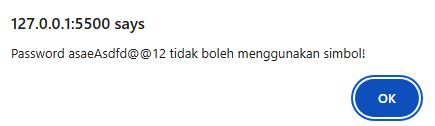 127.0.0.1:5500 says
Password asaeAsdfd@@12 tidak boleh menggunakan simbol!
OK